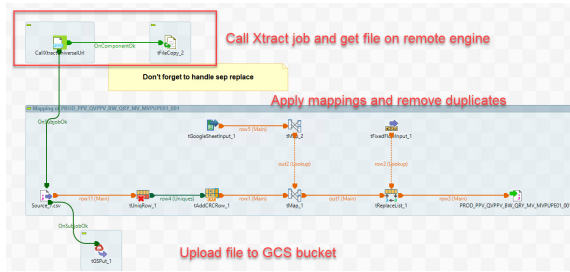 Call Xtract job and get file on remote engine
OnComponentOk
CallXtractUniversalUrl
tFileCopy_2
Don't forget to handle sep replace
Apply mappings and remove duplicates
Mapping of PROD_PPV_QVPPV_BW_QRY_MV_MVPUPE01_001
OnSubjobOk
row5 (Main)
tGoogleSheetInput_1
tMap_2
tFixedFlowInput_1
out2 (Lookup)
row2 (Lookup)
row11 (Main)
row4 (Uniques)
row1 (Main)
out1 (Main)
row3 (Main)
tUniqRow_1
tAddCRCRow_1
tMap_1
tReplaceList_1
OnSubjobOk
Upload file to GCS bucket
tGSPut_1